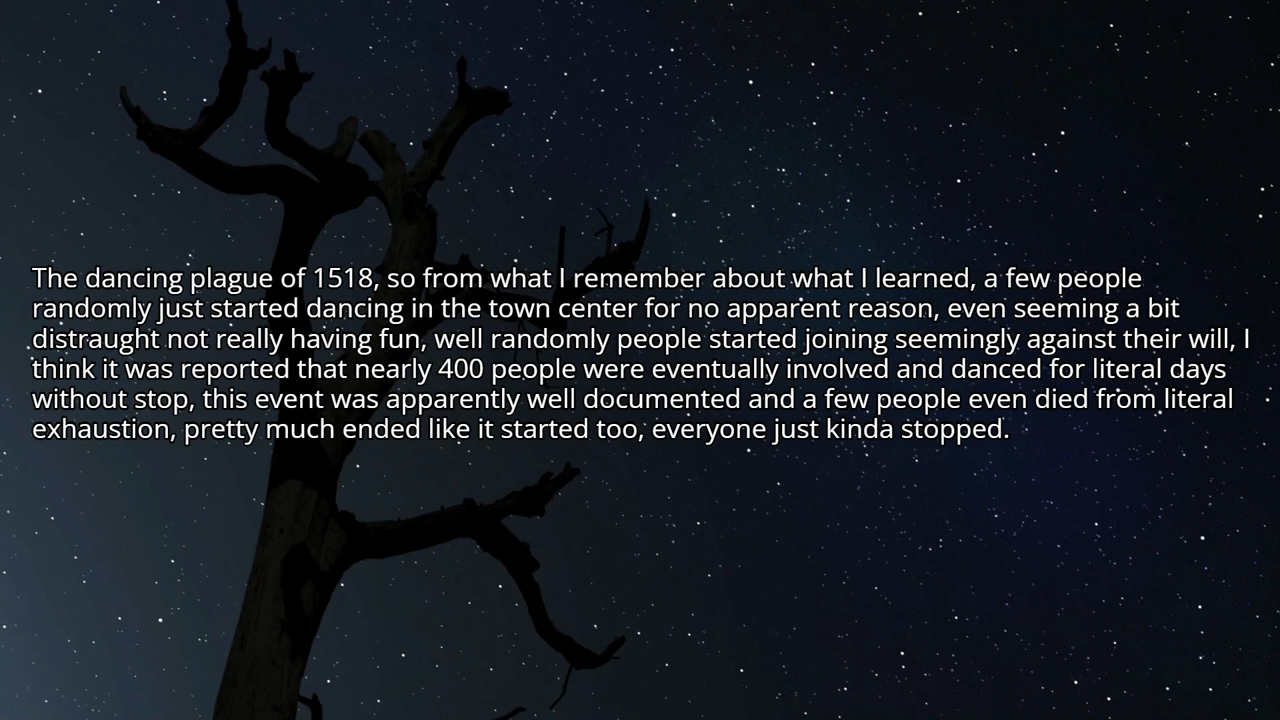 The dancing plague of 1518, so from what I remember about what I learned, a few people
randomly just started dancing in the town center for no apparent reason, even seeming a bit
distraught not really having fun, well randomly people started joining seemingly against their will, I
think it was reported that nearly 400 people were eventually involved and danced for literal days
without stop, this event was apparently well documented and a few people even died from literal
exhaustion, pretty much ended like it started too, everyone just kinda stopped.